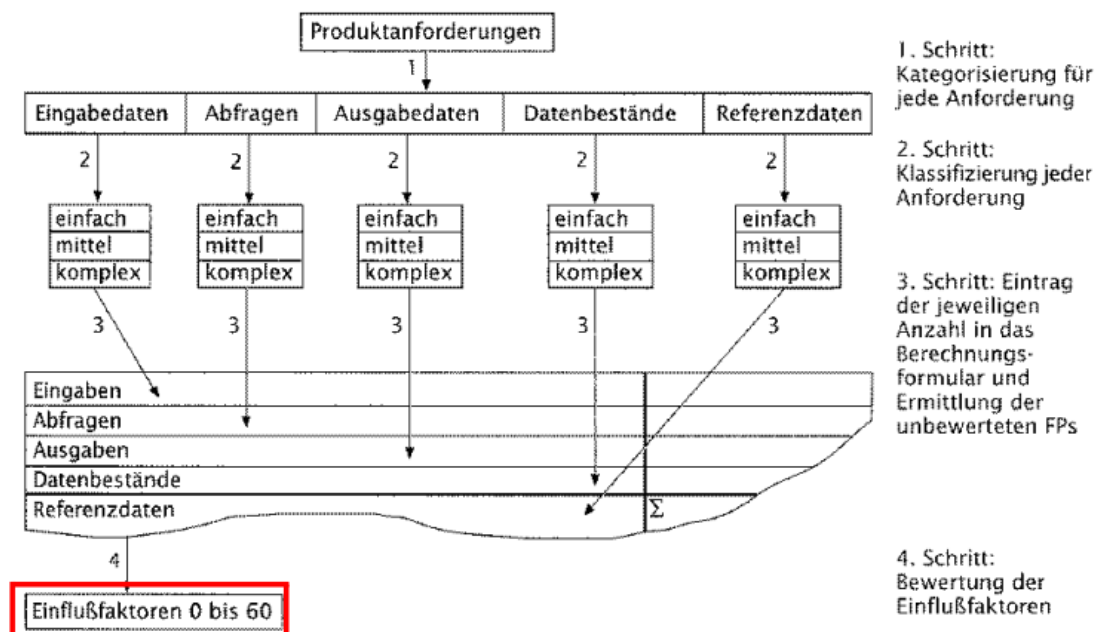 Produktanforderungen
1
Eingabedaten Abfragen Ausgabedaten Datenbestände Referenzdaten
2 2 2 2 2
einfach einfach einfach einfach einfach
mittel mittel mittel mittel mittel
komplex komplex komplex komplex komplex
3 3 3 3 3
Eingaben
Abfragen
Ausgaben
Datenbestände
Referenzdaten Σ
4
Einflußfaktoren 0 bis 60
1. Schritt:
Kategorisierung für
jede Anforderung
2. Schritt:
Klassifizierung jeder
Anforderung
3. Schritt: Eintrag
der jeweiligen
Anzahl in das
Berechnungs-
formular und
Ermittlung der
unbewerteten FPs
4. Schritt:
Bewertung der
Einflußfaktoren